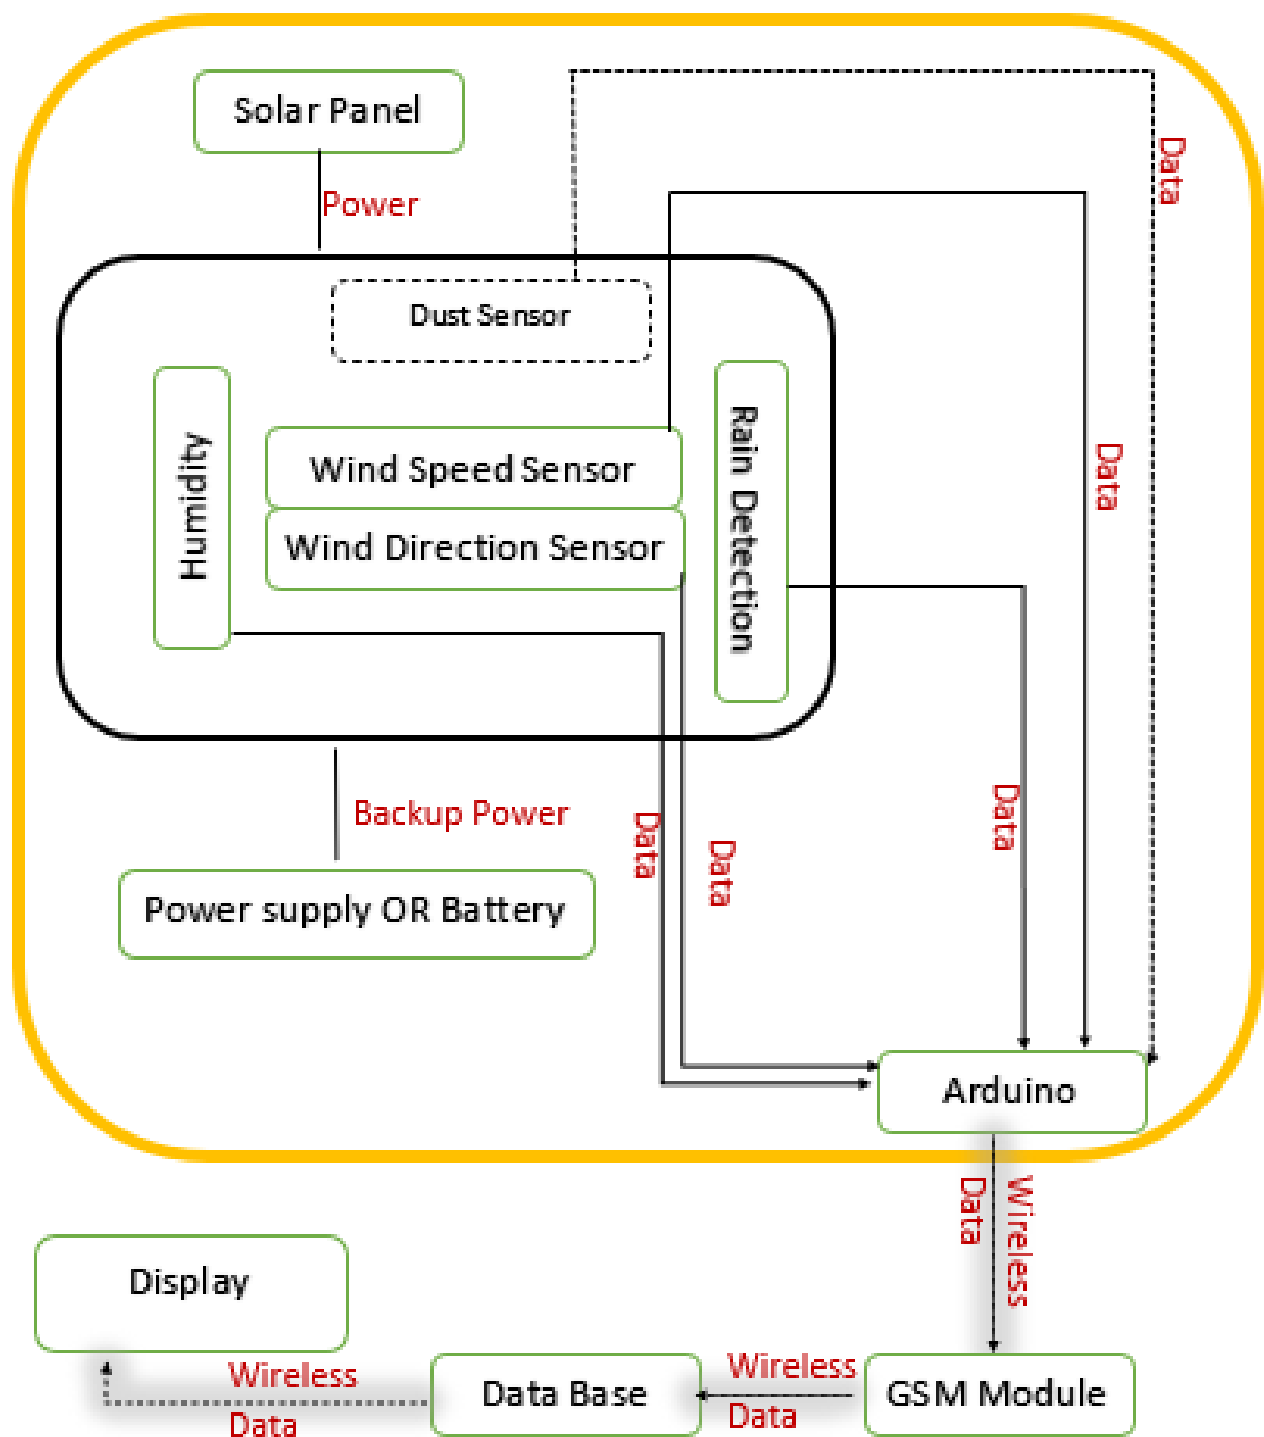 Solar Panel
Power
Data
Dust Sensor
Humidity
Wind Speed Sensor
Wind Direction Sensor
Rain Detection
Data
Backup Power
Data
Data
Data
Power supply OR Battery
Arduino
Wireless
Data
Display
Wireless
Data
Data Base
Wireless
Data
GSM Module